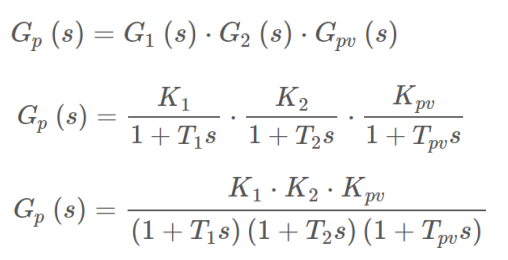 G_p (s) = G_1 (s) · G_2 (s) · G_{pv} (s)
G_p (s) = \frac{K_1}{1 + T_1 s} · \frac{K_2}{1 + T_2 s} · \frac{K_{pv}}{1 + T_{pv} s}
G_p (s) = \frac{K_1 · K_2 · K_{pv}}{(1 + T_1 s) (1 + T_2 s) (1 + T_{pv} s)}